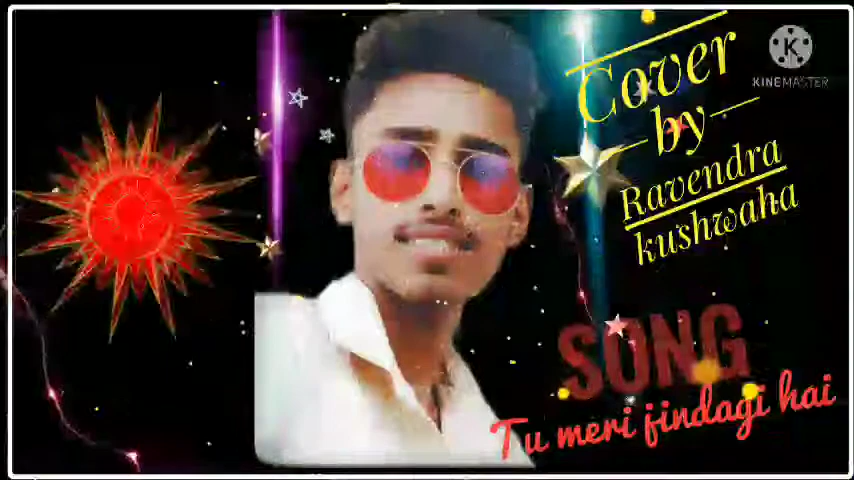 KINEMASTER
Cover
by
Ravendra
kushwaha
SONG
Tu meri jindagi hai